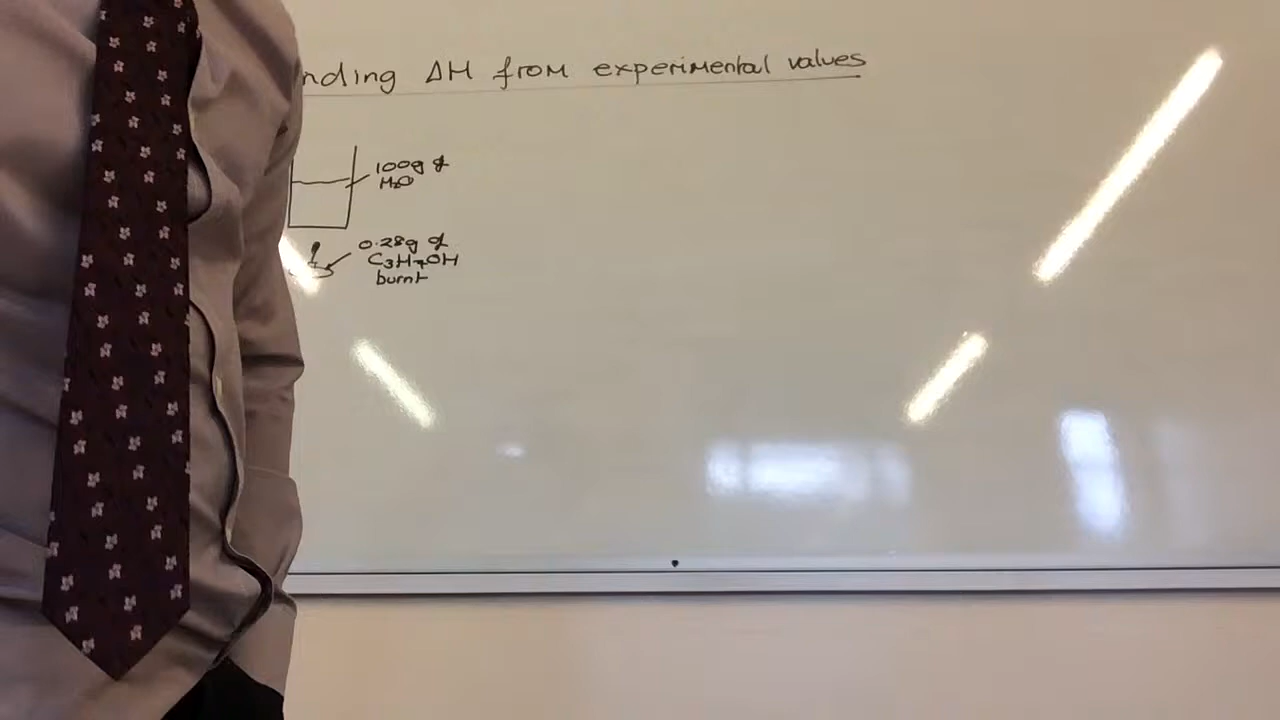 nding ΔH from experimental values
100g of
H₂O
0.28g of
C₃H₇OH
burnt